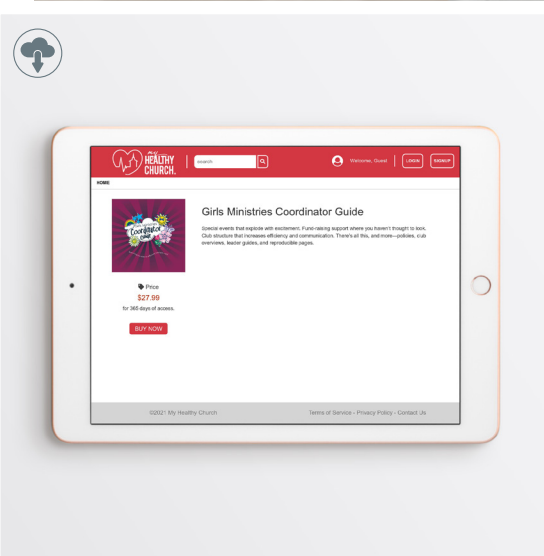 my
HEALTHY
CHURCH.
search
Welcome, Guest
LOGIN
SIGNUP
HOME
Girls Ministries Coordinator Guide
Special events that explode with excitement. Fund-raising support where you haven't thought to look.
Club structure that increases efficiency and communication. There's all this, and more—policies, club
overviews, leader guides, and reproducible pages.
Coordinator
Guide
Price
$27.99
for 365 days of access.
BUY NOW
©2021 My Healthy Church
Terms of Service - Privacy Policy - Contact Us